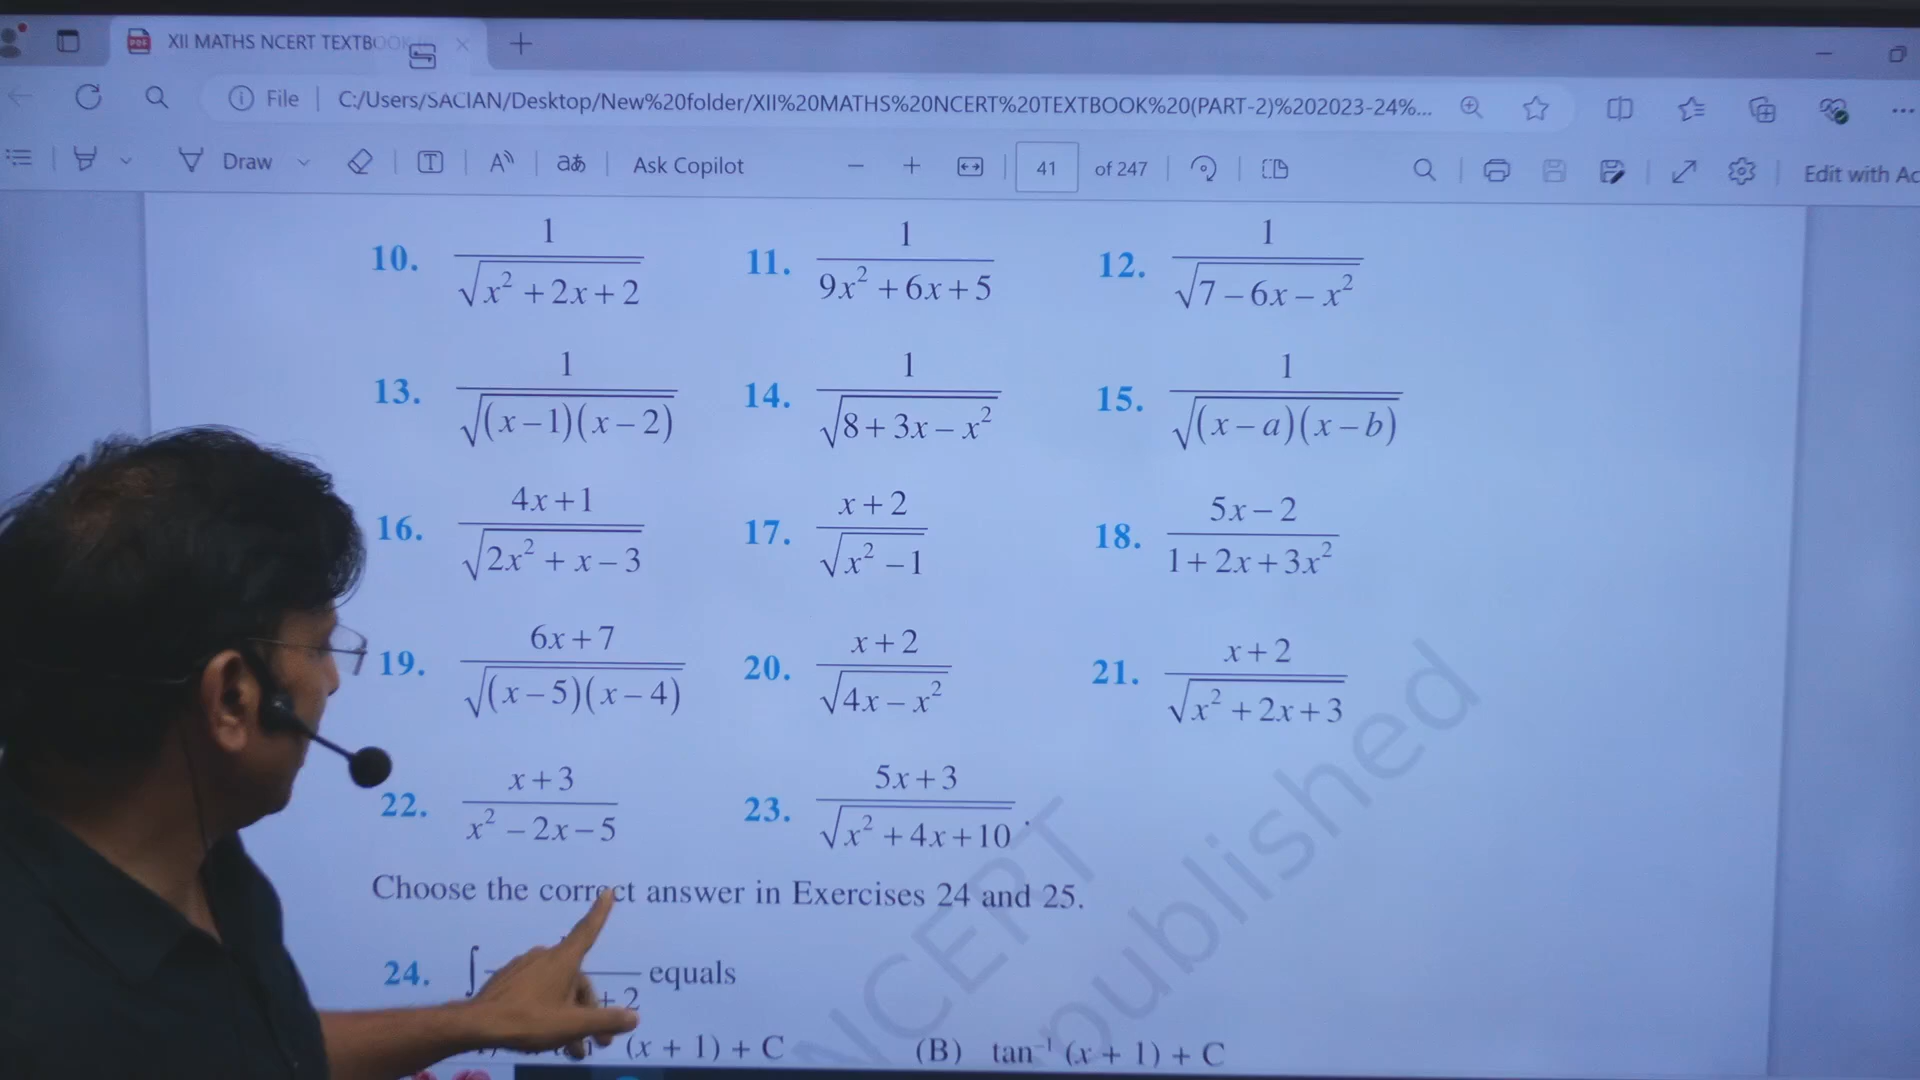 XII MATHS NCERT TEXTBOOK
File C:/Users/SACIAN/Desktop/New%20folder/XII%20MATHS%20NCERT%20TEXTBOOK%20(PART-2)%202023-24%...
Draw aあ Ask Copilot − + 41 of 247 Edit with Ac
10. 1/√(x² + 2x + 2) 11. 1/(9x² + 6x + 5) 12. 1/√(7 − 6x − x²)
13. 1/√((x − 1)(x − 2)) 14. 1/√(8 + 3x − x²) 15. 1/√((x − a)(x − b))
16. (4x + 1)/√(2x² + x − 3) 17. (x + 2)/√(x² − 1) 18. (5x − 2)/(1 + 2x + 3x²)
19. (6x + 7)/√((x − 5)(x − 4)) 20. (x + 2)/√(4x − x²) 21. (x + 2)/√(x² + 2x + 3)
22. (x + 3)/(x² − 2x − 5) 23. (5x + 3)/√(x² + 4x + 10).
Choose the correct answer in Exercises 24 and 25.
24. ∫ + 2 equals
(x + 1) + C (B) tan⁻¹ (x + 1) + C
NCERT
published